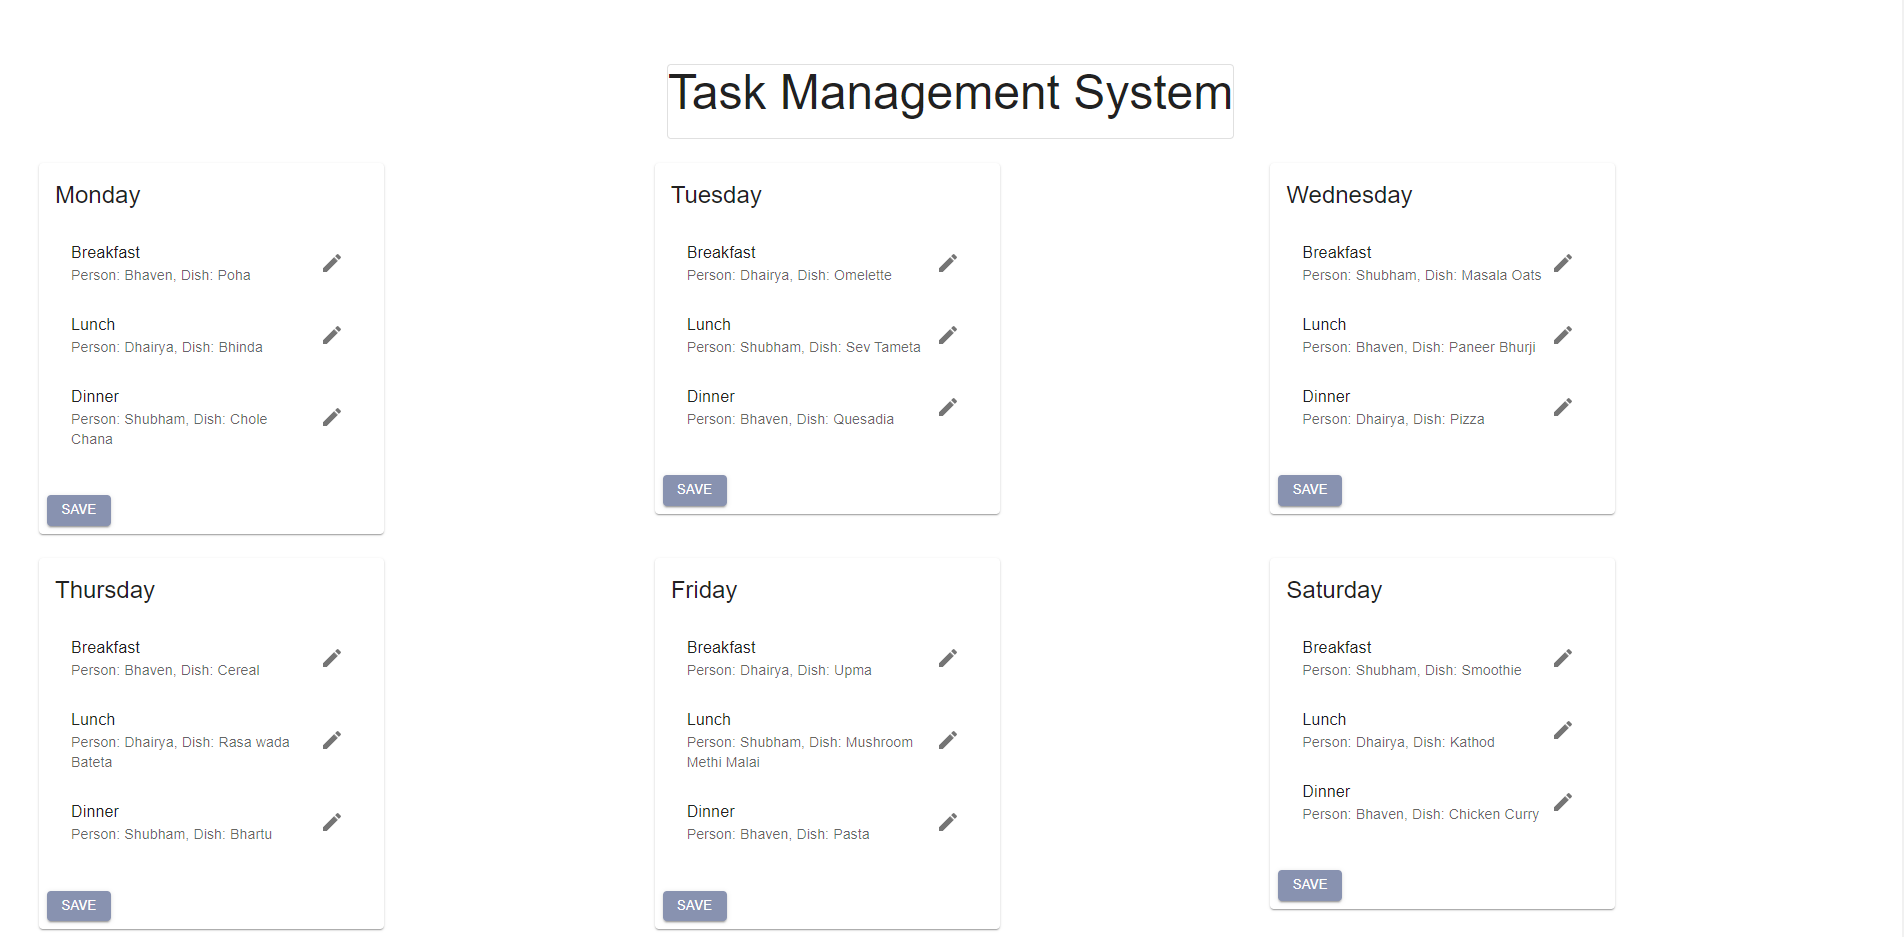 Task Management System
Monday
Breakfast
Person: Bhaven, Dish: Poha
Lunch
Person: Dhairya, Dish: Bhinda
Dinner
Person: Shubham, Dish: Chole
Chana
SAVE
Tuesday
Breakfast
Person: Dhairya, Dish: Omelette
Lunch
Person: Shubham, Dish: Sev Tameta
Dinner
Person: Bhaven, Dish: Quesadia
SAVE
Wednesday
Breakfast
Person: Shubham, Dish: Masala Oats
Lunch
Person: Bhaven, Dish: Paneer Bhurji
Dinner
Person: Dhairya, Dish: Pizza
SAVE
Thursday
Breakfast
Person: Bhaven, Dish: Cereal
Lunch
Person: Dhairya, Dish: Rasa wada
Bateta
Dinner
Person: Shubham, Dish: Bhartu
SAVE
Friday
Breakfast
Person: Dhairya, Dish: Upma
Lunch
Person: Shubham, Dish: Mushroom
Methi Malai
Dinner
Person: Bhaven, Dish: Pasta
SAVE
Saturday
Breakfast
Person: Shubham, Dish: Smoothie
Lunch
Person: Dhairya, Dish: Kathod
Dinner
Person: Bhaven, Dish: Chicken Curry
SAVE